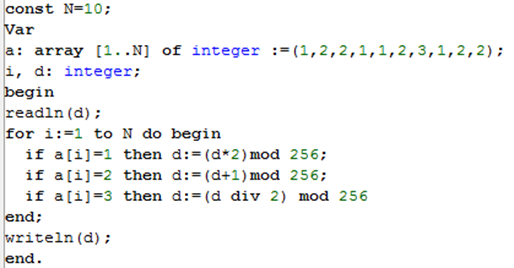 const N=10;
Var
a: array [1..N] of integer :=(1,2,2,1,1,2,3,1,2,2);
i, d: integer;
begin
readln(d);
for i:=1 to N do begin
  if a[i]=1 then d:=(d*2)mod 256;
  if a[i]=2 then d:=(d+1)mod 256;
  if a[i]=3 then d:=(d div 2) mod 256
end;
writeln(d);
end.